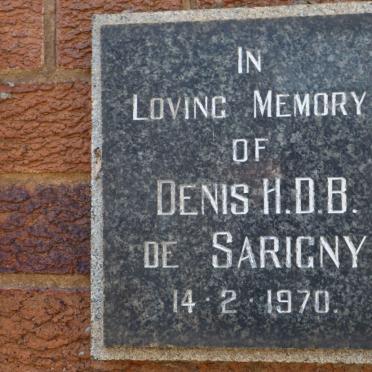 IN
LOVING MEMORY
OF
DENIS H.D.B.
DE SARIGNY
14·2·1970.